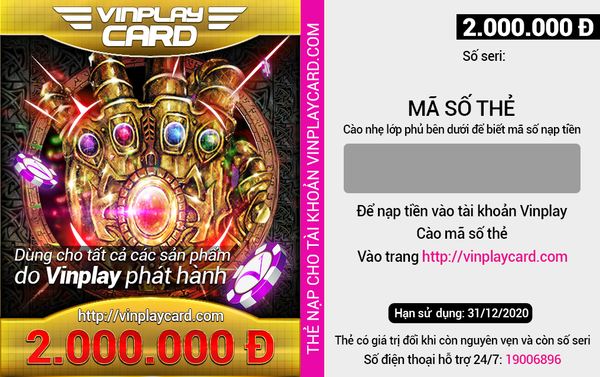 VINPLAY
CARD
Dùng cho tất cả các sản phẩm
do Vinplay phát hành
http://vinplaycard.com
2.000.000 Đ
THẺ NẠP CHO TÀI KHOẢN VINPLAYCARD.COM
2.000.000 Đ
Số seri:
MÃ SỐ THẺ
Cào nhẹ lớp phủ bên dưới để biết mã số nạp tiền
Để nạp tiền vào tài khoản Vinplay
Cào mã số thẻ
Vào trang http://vinplaycard.com
Hạn sử dụng: 31/12/2020
Thẻ có giá trị đổi khi còn nguyên vẹn và còn số seri
Số điện thoại hỗ trợ 24/7: 19006896